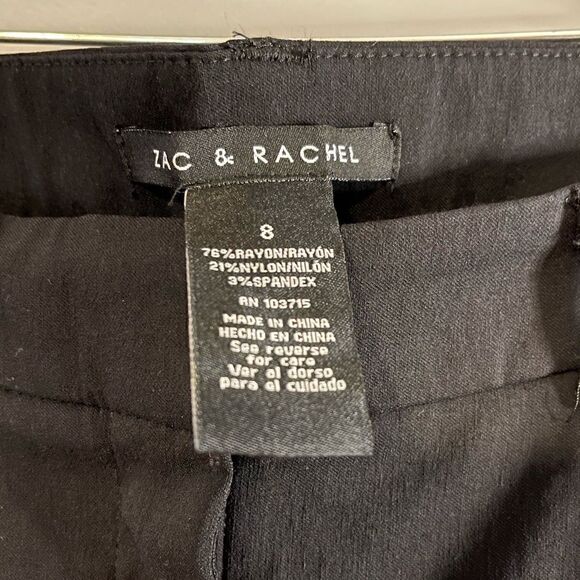 ZAC & RACHEL
8
76%RAYON/RAYÓN
21%NYLON/NILÓN
3%SPANDEX
RN 103715
MADE IN CHINA
HECHO EN CHINA
See reverse
for care
Ver al dorso
para el cuidado